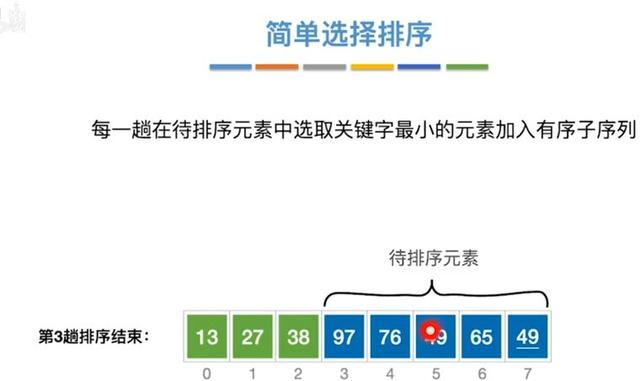 简单选择排序
每一趟在待排序元素中选取关键字最小的元素加入有序子序列
待排序元素
第3趟排序结束： 13 27 38 97 76 49 65 49
0 1 2 3 4 5 6 7